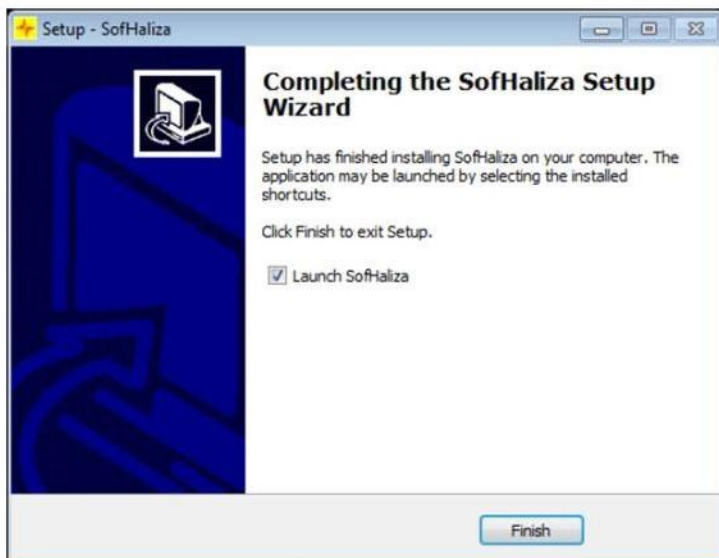 Setup - SofHaliza
Completing the SofHaliza Setup
Wizard
Setup has finished installing SofHaliza on your computer. The
application may be launched by selecting the installed
shortcuts.
Click Finish to exit Setup.
Launch SofHaliza
Finish